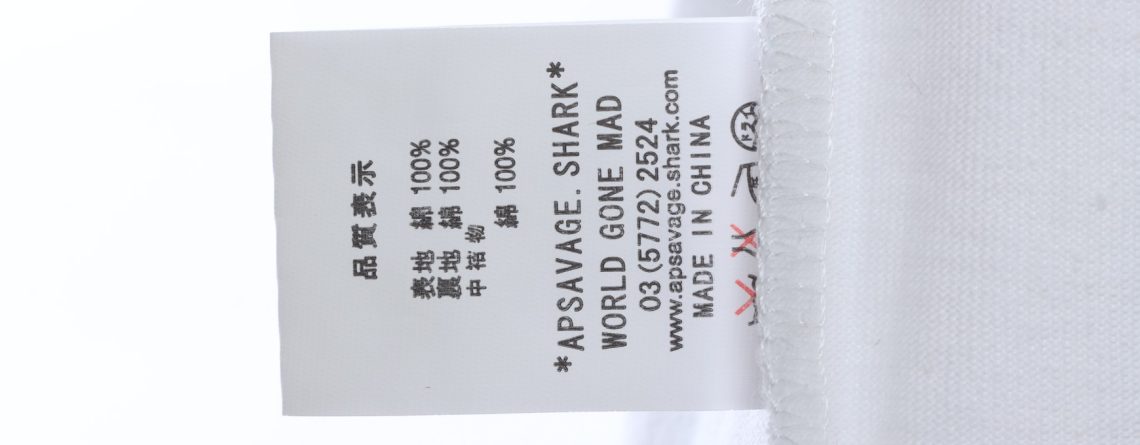 品質表示
表地 綿 100%
裏地 綿 100%
中袷物
綿 100%
*APSAVAGE.SHARK*
WORLD GONE MAD
03(5772)2524
www.apsavage.shark.com
MADE IN CHINA